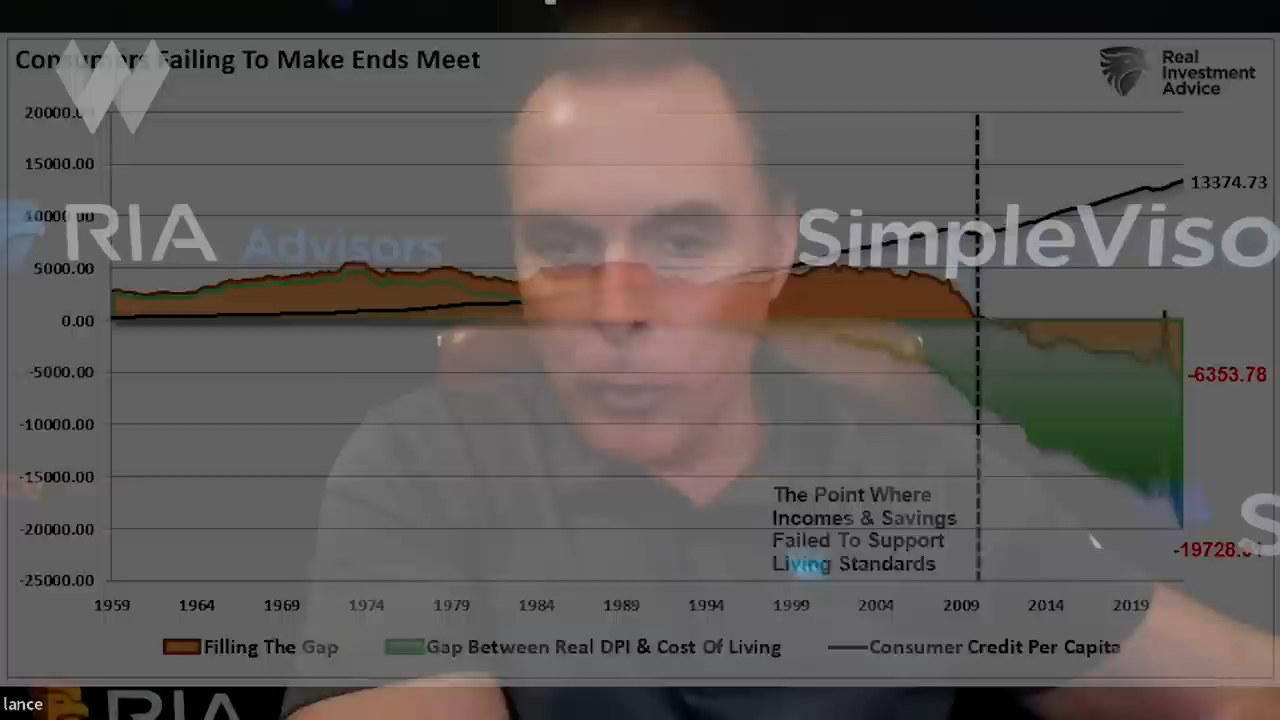 Consumers Failing To Make Ends Meet
Real
Investment
Advice
20000.00
15000.00
10000.00
5000.00
0.00
-5000.00
-10000.00
-15000.00
-20000.00
-25000.00
13374.73
-6353.78
RIA Advisors
SimpleViso
The Point Where
Incomes & Savings
Failed To Support
Living Standards
1959 1964 1969 1974 1979 1984 1989 1994 1999 2004 2009 2014 2019
Filling The Gap Gap Between Real DPI & Cost Of Living Consumer Credit Per Capita
lance
RIA